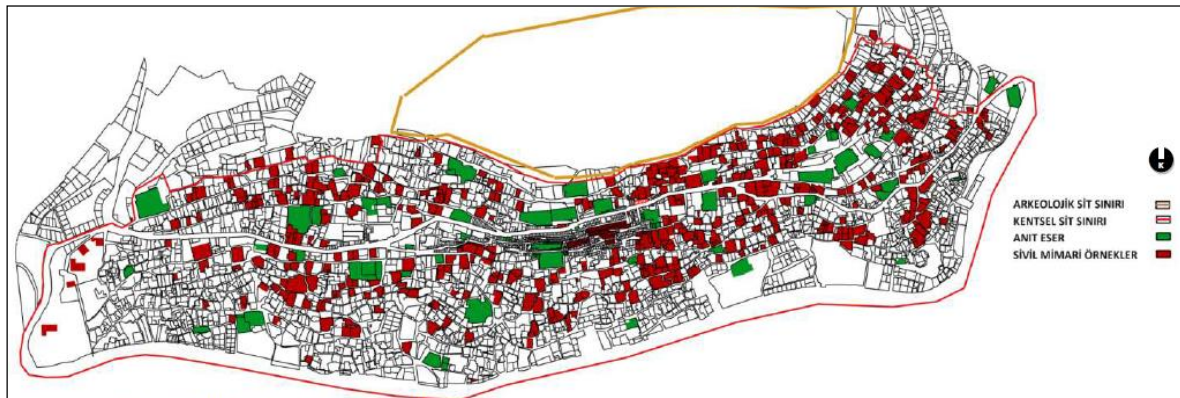 ARKEOLOJİK SİT SINIRI
KENTSEL SİT SINIRI
ANIT ESER
SİVİL MİMARİ ÖRNEKLER